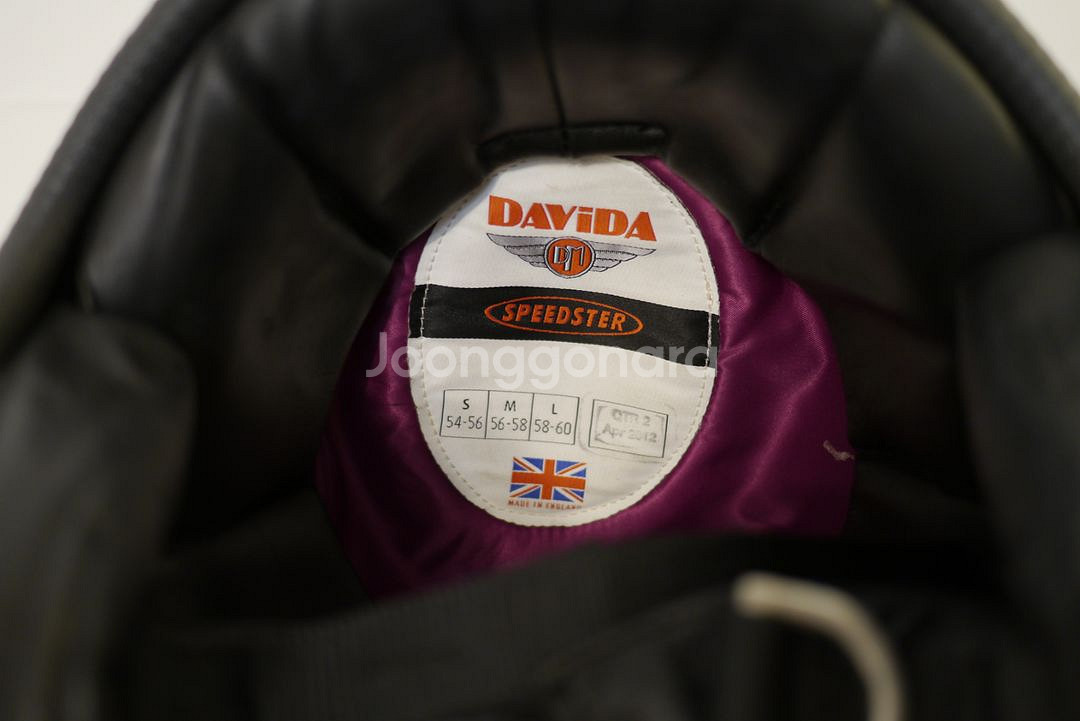 DAViDA
DM
SPEEDSTER
Joonggonara
S M L
54-56 56-58 58-60
QTR 2
Apr 2012
MADE IN ENGLAND